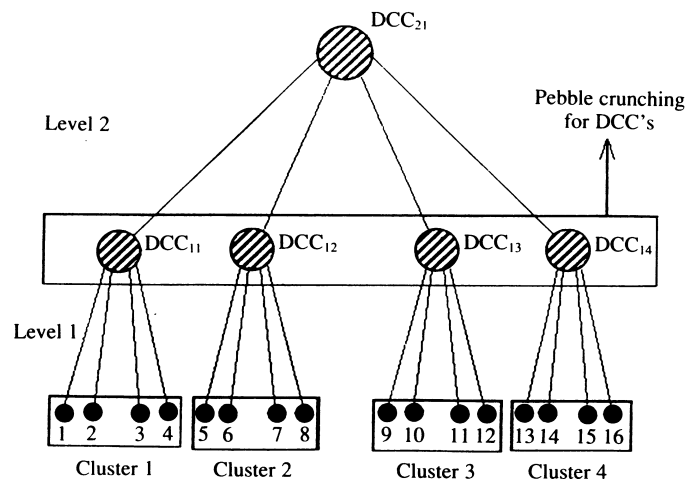 DCC₂₁
Pebble crunching
for DCC's
Level 2
DCC₁₁ DCC₁₂ DCC₁₃ DCC₁₄
Level 1
1 2 3 4 5 6 7 8 9 10 11 12 13 14 15 16
Cluster 1 Cluster 2 Cluster 3 Cluster 4